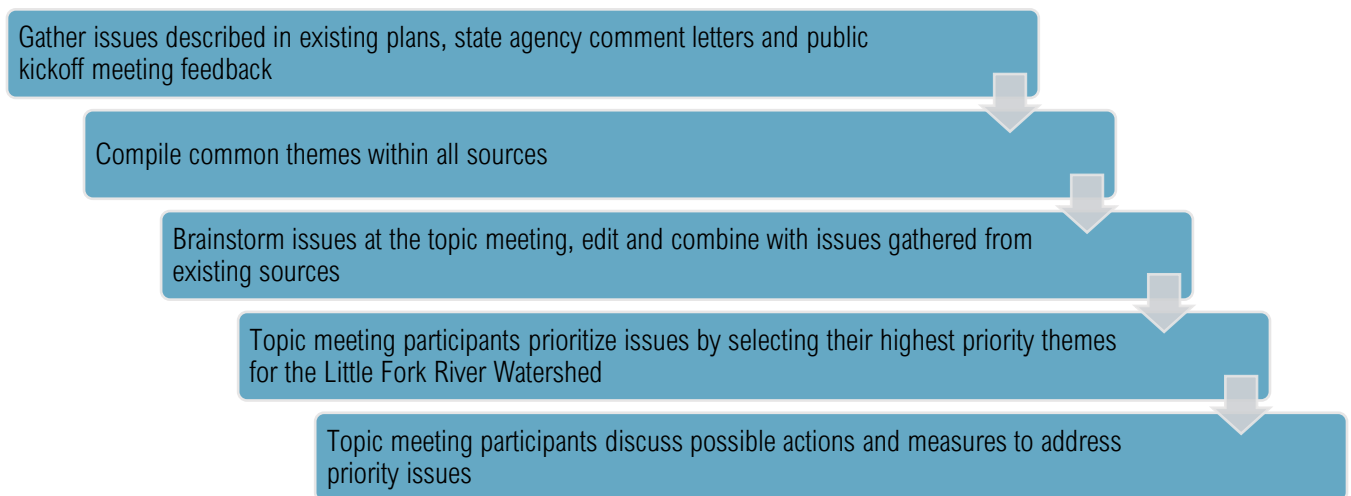 Gather issues described in existing plans, state agency comment letters and public
kickoff meeting feedback
Compile common themes within all sources
Brainstorm issues at the topic meeting, edit and combine with issues gathered from
existing sources
Topic meeting participants prioritize issues by selecting their highest priority themes
for the Little Fork River Watershed
Topic meeting participants discuss possible actions and measures to address
priority issues